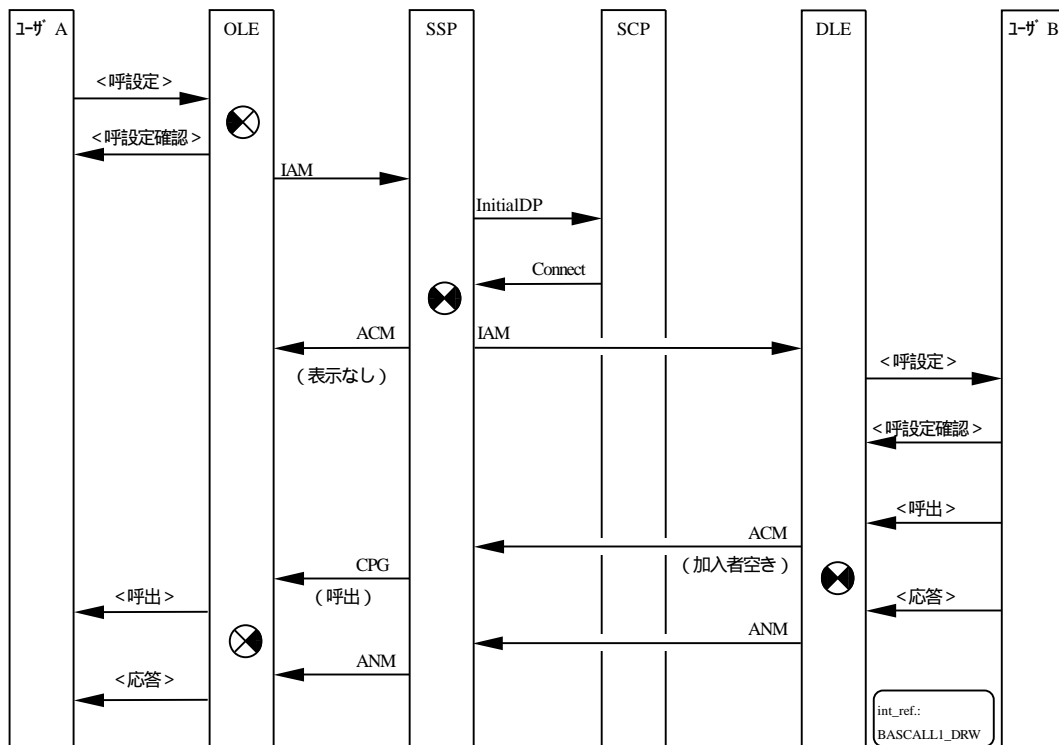 ﾕｰｻﾞ A
OLE
SSP
SCP
DLE
ﾕｰｻﾞ B
<呼設定>
<呼設定確認>
IAM
InitialDP
Connect
ACM
IAM
(表示なし)
<呼設定>
<呼設定確認>
<呼出>
ACM
(加入者空き)
CPG
(呼出)
<呼出>
<応答>
ANM
ANM
<応答>
int_ref.:
BASCALL1_DRW